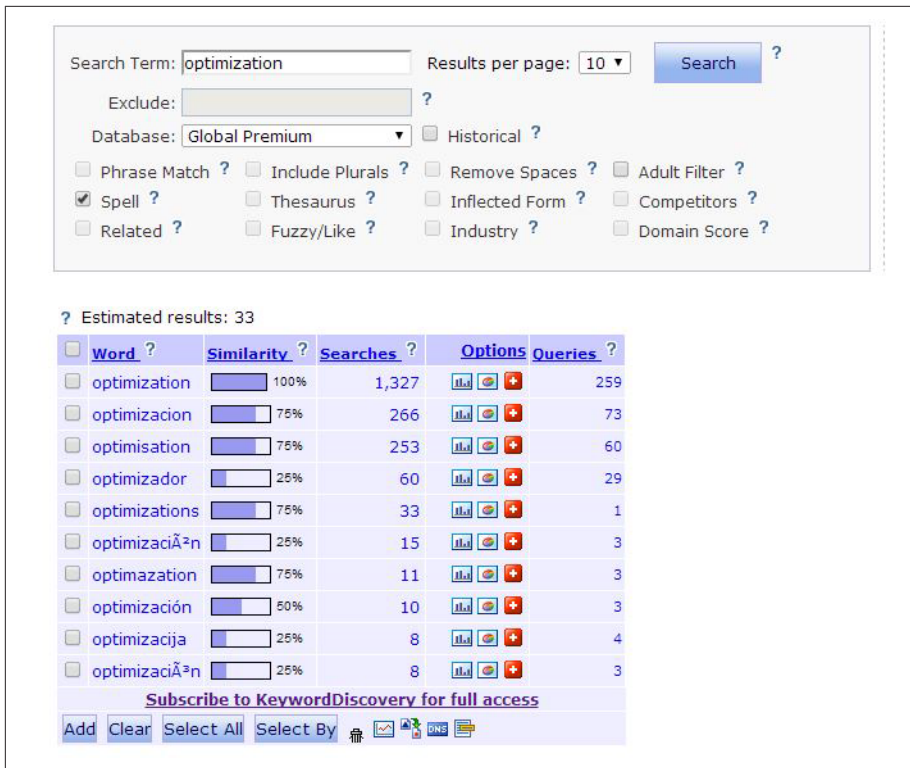 Search Term: optimization Results per page: 10 Search ?
Exclude: ?
Database: Global Premium Historical ?
Phrase Match ? Include Plurals ? Remove Spaces ? Adult Filter ?
Spell ? Thesaurus ? Inflected Form ? Competitors ?
Related ? Fuzzy/Like ? Industry ? Domain Score ?
? Estimated results: 33
Word ? Similarity ? Searches ? Options Queries ?
optimization 100% 1,327 259
optimizacion 75% 266 73
optimisation 75% 253 60
optimizador 25% 60 29
optimizations 75% 33 1
optimizaciÃ²n 25% 15 3
optimazation 75% 11 3
optimización 50% 10 3
optimizacija 25% 8 4
optimizaciÃ³n 25% 8 3
Subscribe to KeywordDiscovery for full access
Add Clear Select All Select By DNS